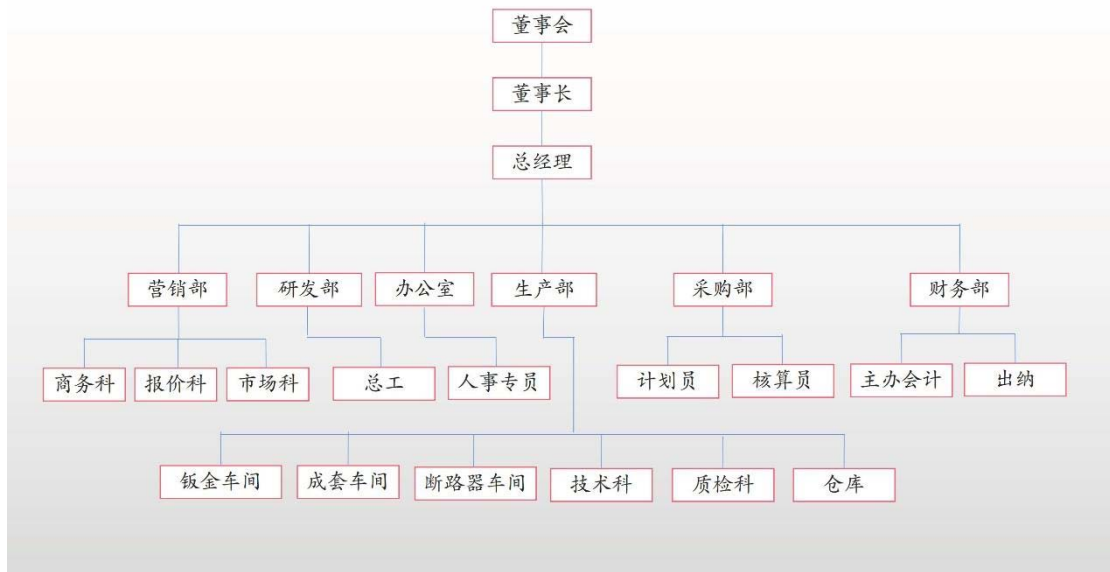 董事会
董事长
总经理
营销部 研发部 办公室 生产部 采购部 财务部
商务科 报价科 市场科 总工 人事专员 计划员 核算员 主办会计 出纳
钣金车间 成套车间 断路器车间 技术科 质检科 仓库